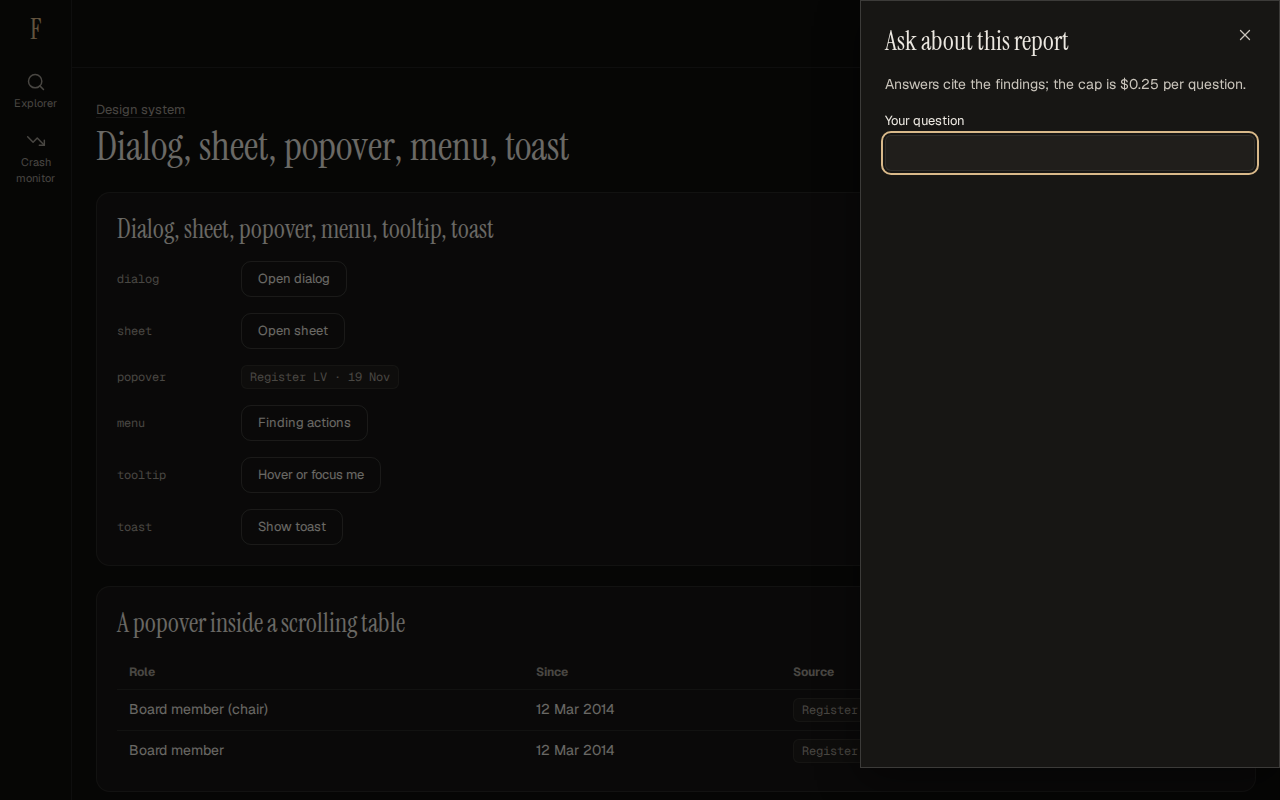 F
Explorer
Crash
monitor
Design system
Dialog, sheet, popover, menu, toast
Dialog, sheet, popover, menu, tooltip, toast
dialog
Open dialog
sheet
Open sheet
popover
Register LV · 19 Nov
menu
Finding actions
tooltip
Hover or focus me
toast
Show toast
A popover inside a scrolling table
Role Since Source
Board member (chair) 12 Mar 2014 Register
Board member 12 Mar 2014 Register
Ask about this report
Answers cite the findings; the cap is $0.25 per question.
Your question